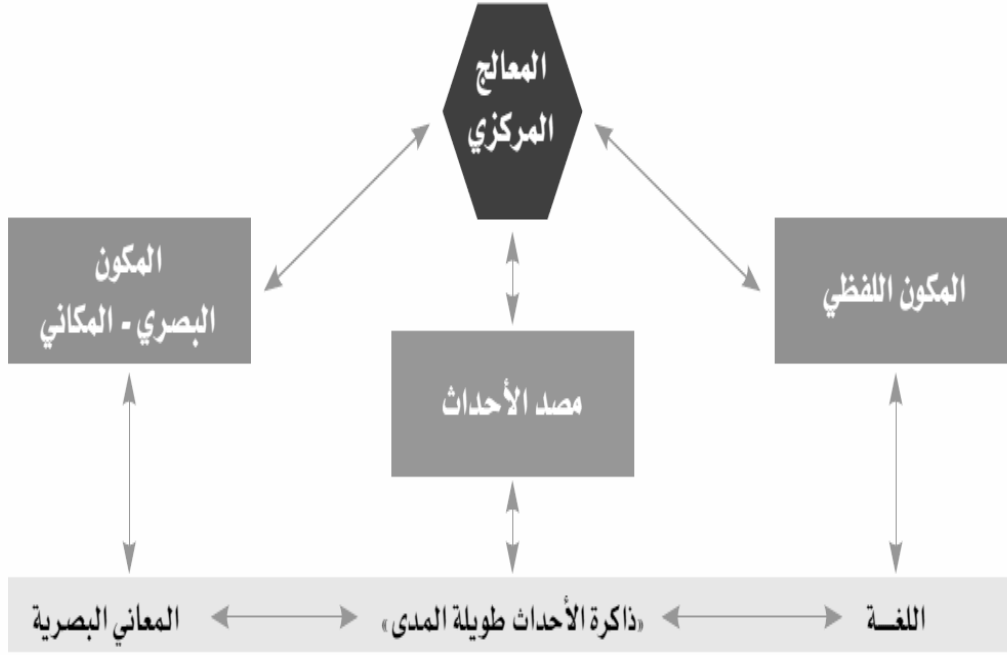 المعالج
المركزي
المكون اللفظي
المكون
البصري - المكاني
مصد الأحداث
اللغــة
«ذاكرة الأحداث طويلة المدى»
المعاني البصرية